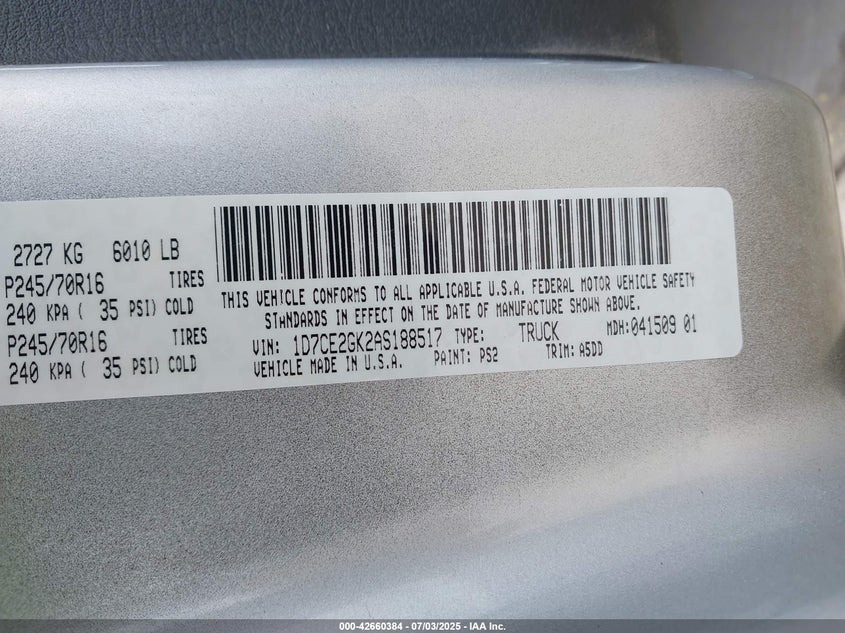 2727 KG 6010 LB
P245/70R16 TIRES
240 KPA ( 35 PSI) COLD
P245/70R16 TIRES
240 KPA ( 35 PSI) COLD
THIS VEHICLE CONFORMS TO ALL APPLICABLE U.S.A. FEDERAL MOTOR VEHICLE SAFETY
STANDARDS IN EFFECT ON THE DATE OF MANUFACTURE SHOWN ABOVE.
VIN: 1D7CE2GK2AS188517 TYPE: TRUCK MDH: 041509 01
VEHICLE MADE IN U.S.A. PAINT: PS2 TRIM: A5DD
000-42660384 / 07/03/2025 - IAA Inc.